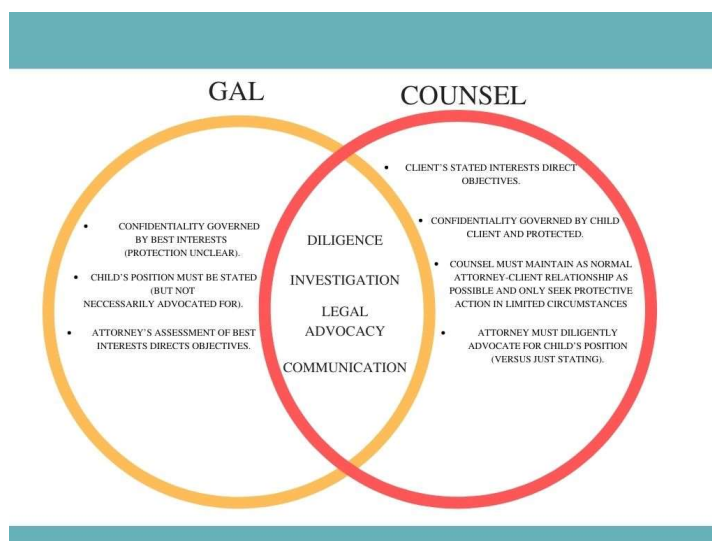 GAL
COUNSEL
• CONFIDENTIALITY GOVERNED
BY BEST INTERESTS
(PROTECTION UNCLEAR).
• CHILD'S POSITION MUST BE STATED
(BUT NOT
NECCESSARILY ADVOCATED FOR).
• ATTORNEY'S ASSESSMENT OF BEST
INTERESTS DIRECTS OBJECTIVES.
DILIGENCE
INVESTIGATION
LEGAL
ADVOCACY
COMMUNICATION
• CLIENT'S STATED INTERESTS DIRECT
OBJECTIVES.
• CONFIDENTIALITY GOVERNED BY CHILD
CLIENT AND PROTECTED.
• COUNSEL MUST MAINTAIN AS NORMAL
ATTORNEY-CLIENT RELATIONSHIP AS
POSSIBLE AND ONLY SEEK PROTECTIVE
ACTION IN LIMITED CIRCUMSTANCES
• ATTORNEY MUST DILIGENTLY
ADVOCATE FOR CHILD'S POSITION
(VERSUS JUST STATING).